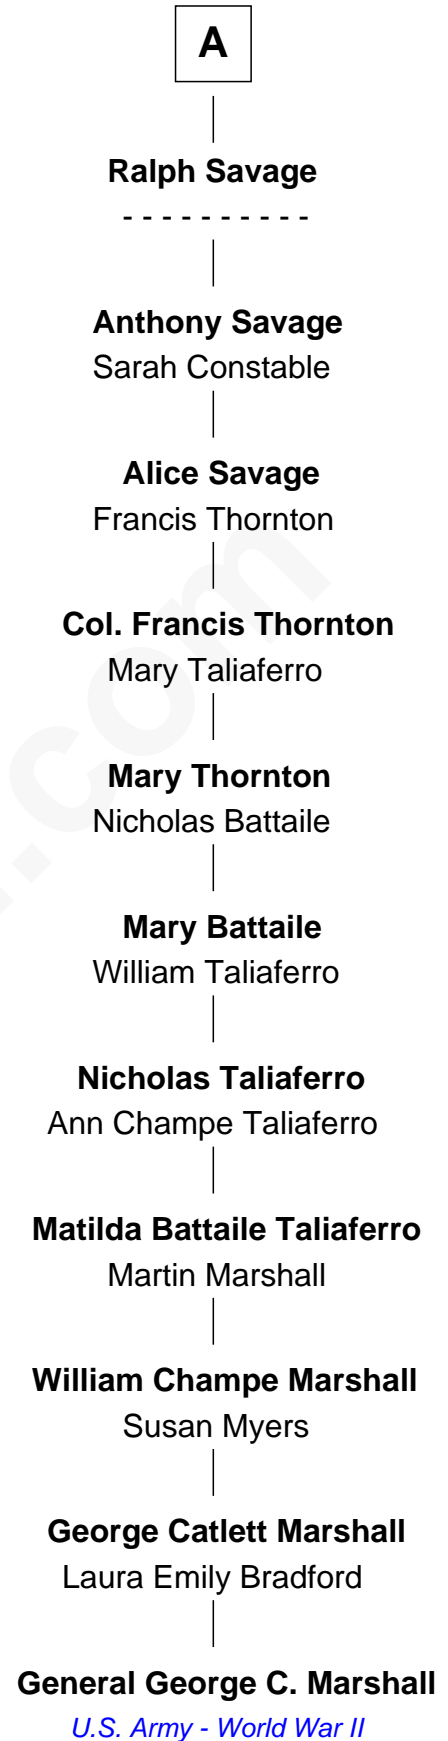 A
Ralph Savage
- - - - - - - - - -
Anthony Savage
Sarah Constable
Alice Savage
Francis Thornton
Col. Francis Thornton
Mary Taliaferro
Mary Thornton
Nicholas Battaile
Mary Battaile
William Taliaferro
Nicholas Taliaferro
Ann Champe Taliaferro
Matilda Battaile Taliaferro
Martin Marshall
William Champe Marshall
Susan Myers
George Catlett Marshall
Laura Emily Bradford
General George C. Marshall
U.S. Army - World War II